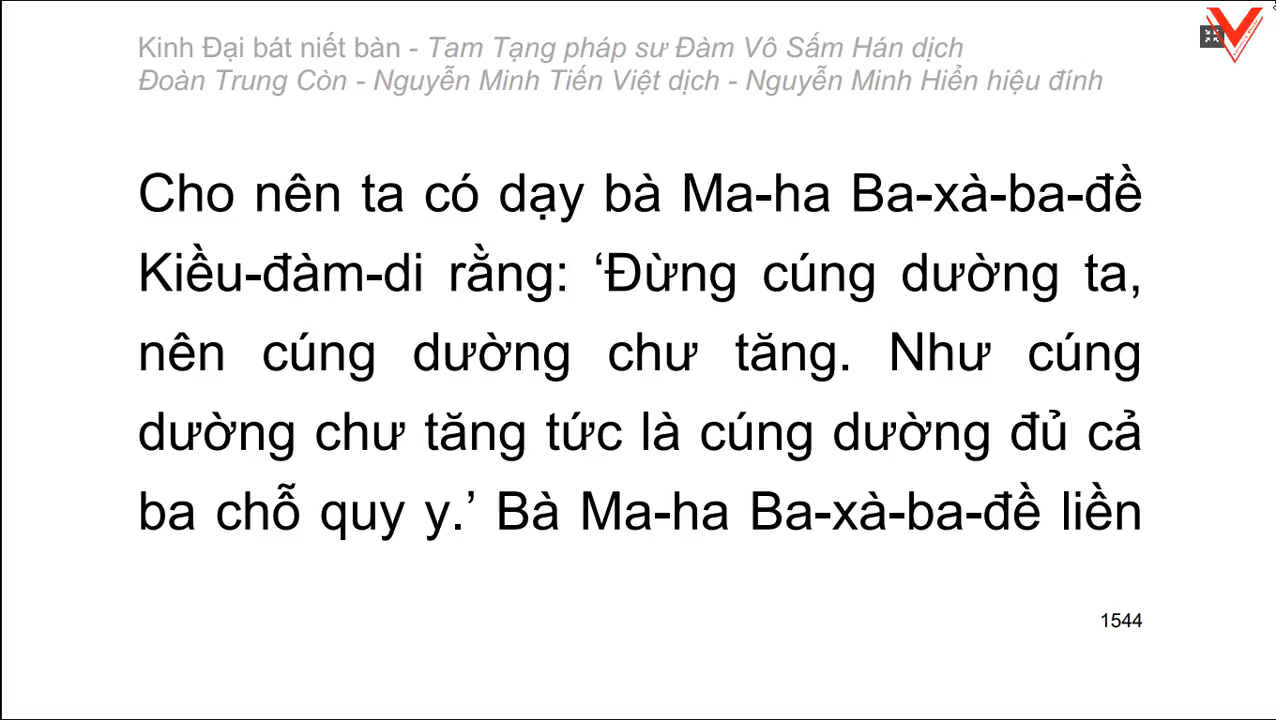 Kinh Đại bát niết bàn - Tam Tạng pháp sư Đàm Vô Sấm Hán dịch
Đoàn Trung Còn - Nguyễn Minh Tiến Việt dịch - Nguyễn Minh Hiển hiệu đính
Cho nên ta có dạy bà Ma-ha Ba-xà-ba-đề
Kiều-đàm-di rằng: ‘Đừng cúng dường ta,
nên cúng dường chư tăng. Như cúng
dường chư tăng tức là cúng dường đủ cả
ba chỗ quy y.’ Bà Ma-ha Ba-xà-ba-đề liền
1544